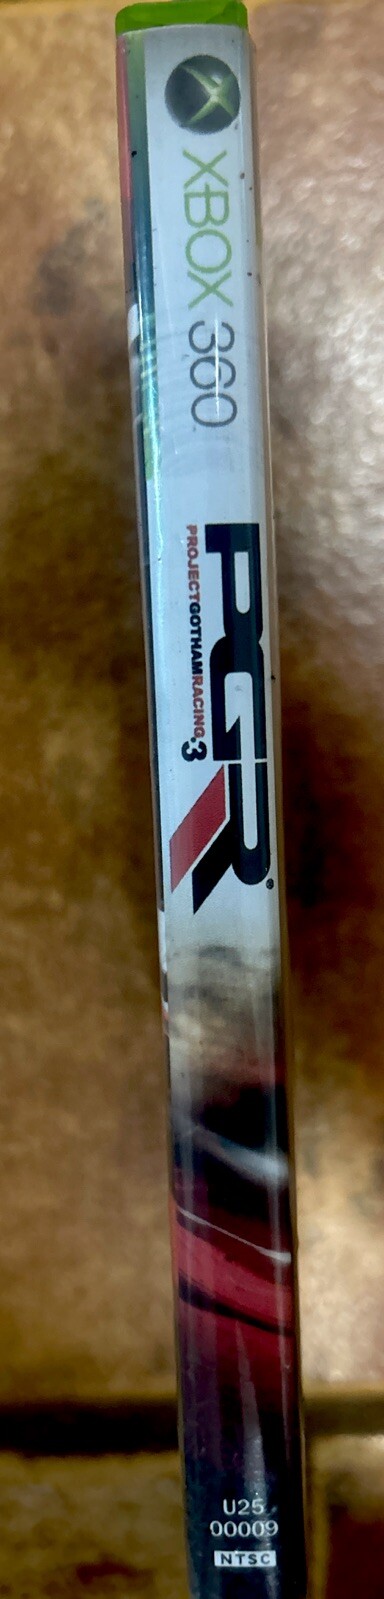 XBOX 360
PGR®
PROJECTGOTHAMRACING.3
U25
00009
NTSC